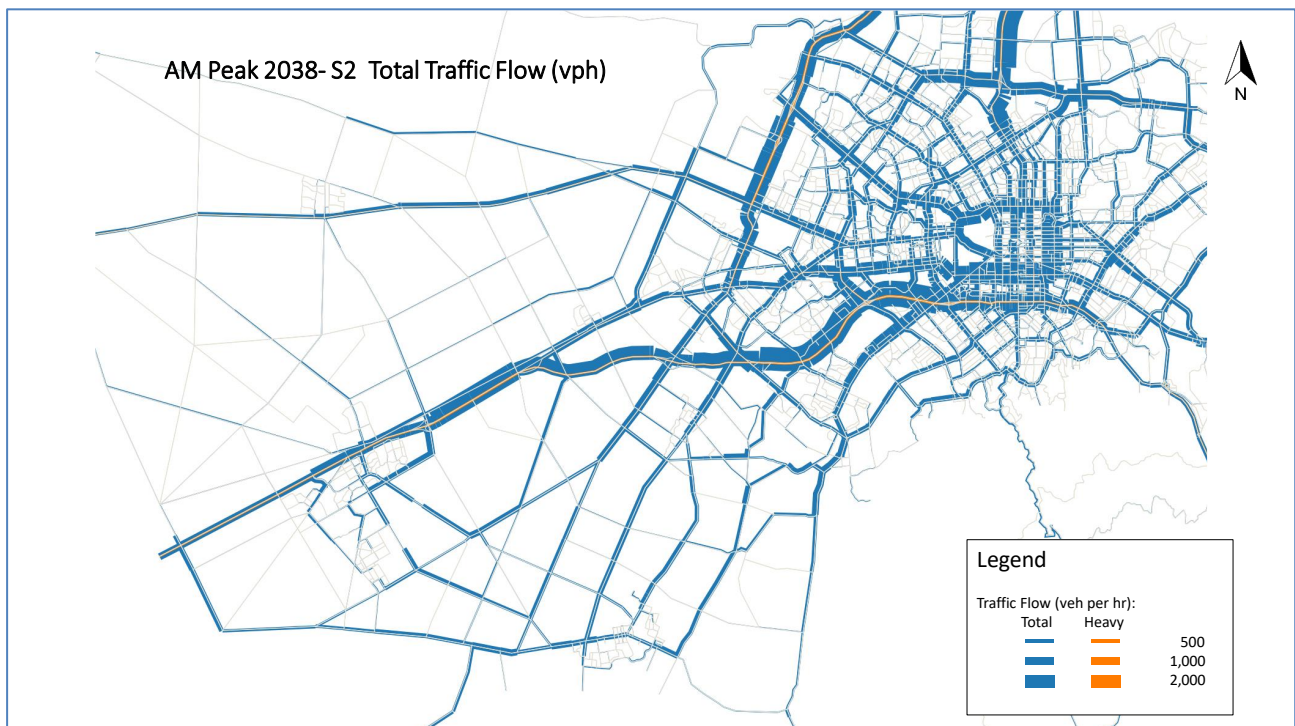 AM Peak 2038- S2  Total Traffic Flow (vph)
N
Legend
Traffic Flow (veh per hr):
Total Heavy
500
1,000
2,000